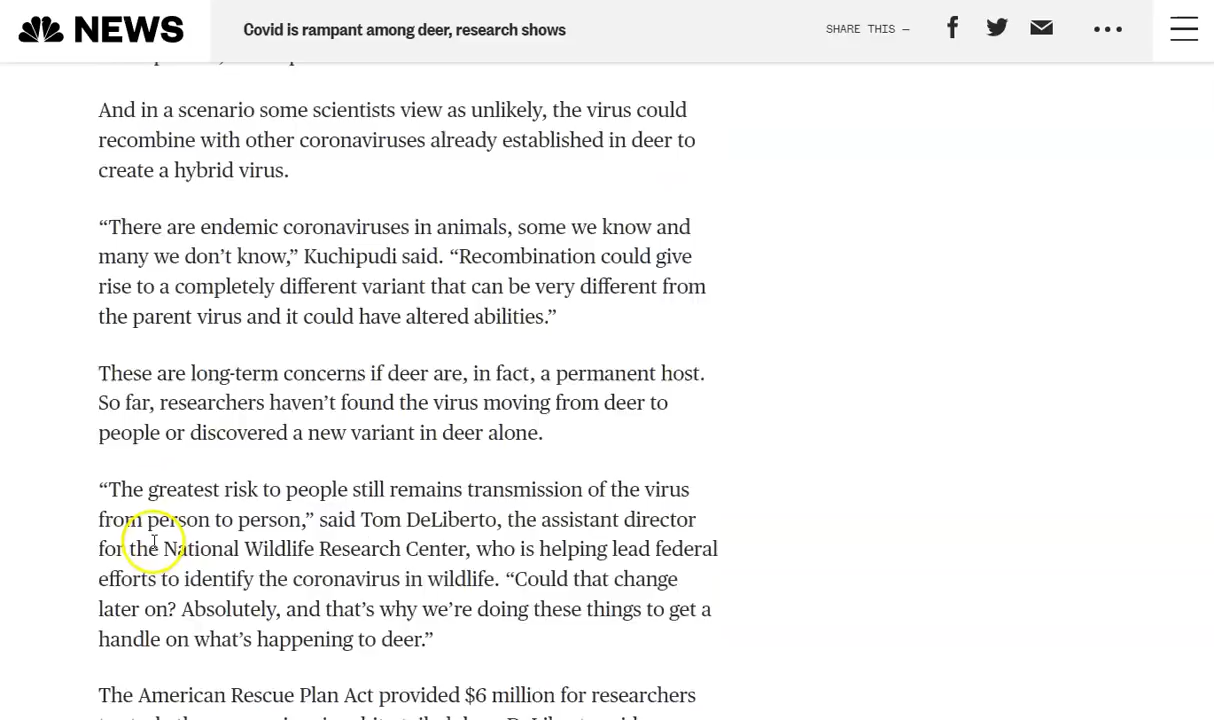 NEWS
Covid is rampant among deer, research shows
SHARE THIS —
And in a scenario some scientists view as unlikely, the virus could
recombine with other coronaviruses already established in deer to
create a hybrid virus.
“There are endemic coronaviruses in animals, some we know and
many we don’t know,” Kuchipudi said. “Recombination could give
rise to a completely different variant that can be very different from
the parent virus and it could have altered abilities.”
These are long-term concerns if deer are, in fact, a permanent host.
So far, researchers haven’t found the virus moving from deer to
people or discovered a new variant in deer alone.
“The greatest risk to people still remains transmission of the virus
from person to person,” said Tom DeLiberto, the assistant director
for the National Wildlife Research Center, who is helping lead federal
efforts to identify the coronavirus in wildlife. “Could that change
later on? Absolutely, and that’s why we’re doing these things to get a
handle on what’s happening to deer.”
The American Rescue Plan Act provided $6 million for researchers